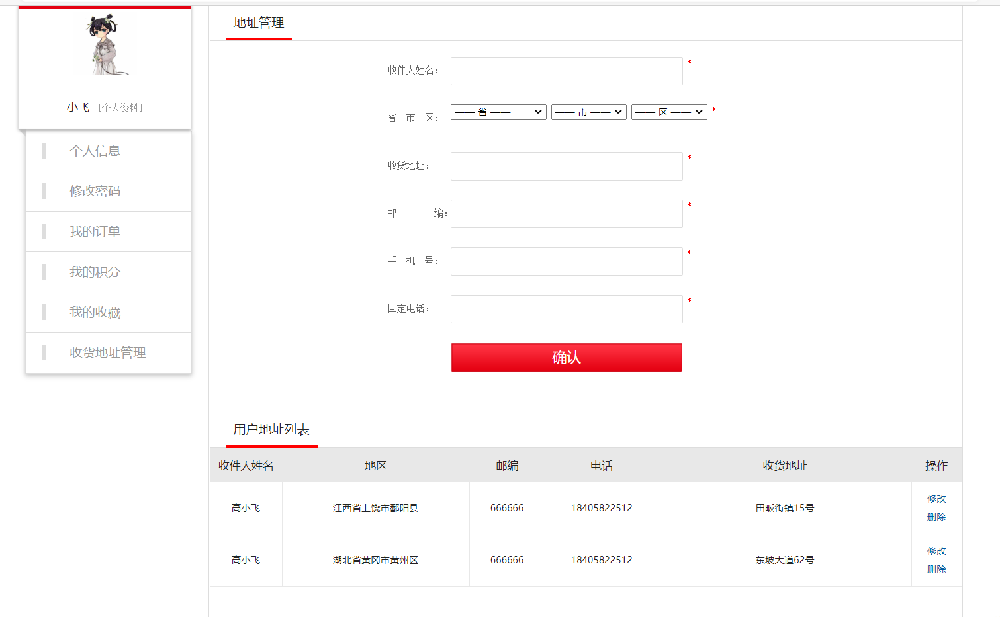 小飞 [个人资料]
个人信息
修改密码
我的订单
我的积分
我的收藏
收货地址管理
地址管理
收件人姓名： *
省 市 区： —— 省 —— —— 市 —— —— 区 —— *
收货地址： *
邮 编： *
手 机 号： *
固定电话： *
确认
用户地址列表
收件人姓名 地区 邮编 电话 收货地址 操作
高小飞 江西省上饶市鄱阳县 666666 18405822512 田畈街镇15号 修改
删除
高小飞 湖北省黄冈市黄州区 666666 18405822512 东坡大道62号 修改
删除